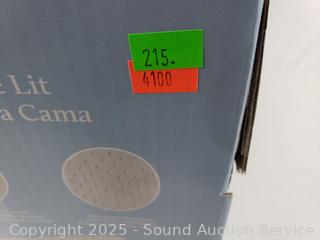 215.
4100
& Lit
a Cama
Copyright 2025 - Sound Auction Service